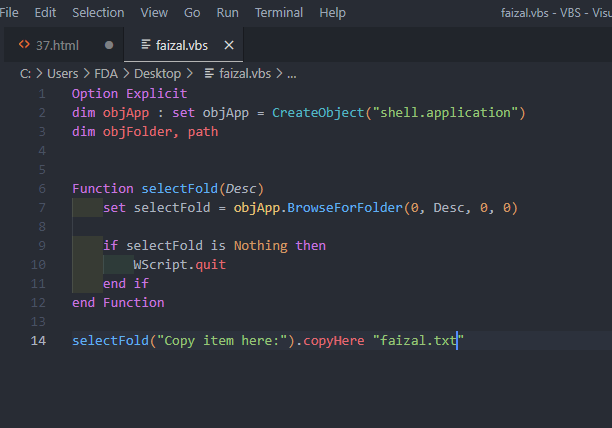 File Edit Selection View Go Run Terminal Help faizal.vbs - VBS - Visu
<> 37.html ● faizal.vbs ×
C: > Users > FDA > Desktop > faizal.vbs > ...
1 Option Explicit
2 dim objApp : set objApp = CreateObject("shell.application")
3 dim objFolder, path
4
5
6 Function selectFold(Desc)
7 set selectFold = objApp.BrowseForFolder(0, Desc, 0, 0)
8
9 if selectFold is Nothing then
10 WScript.quit
11 end if
12 end Function
13
14 selectFold("Copy item here:").copyHere "faizal.txt"